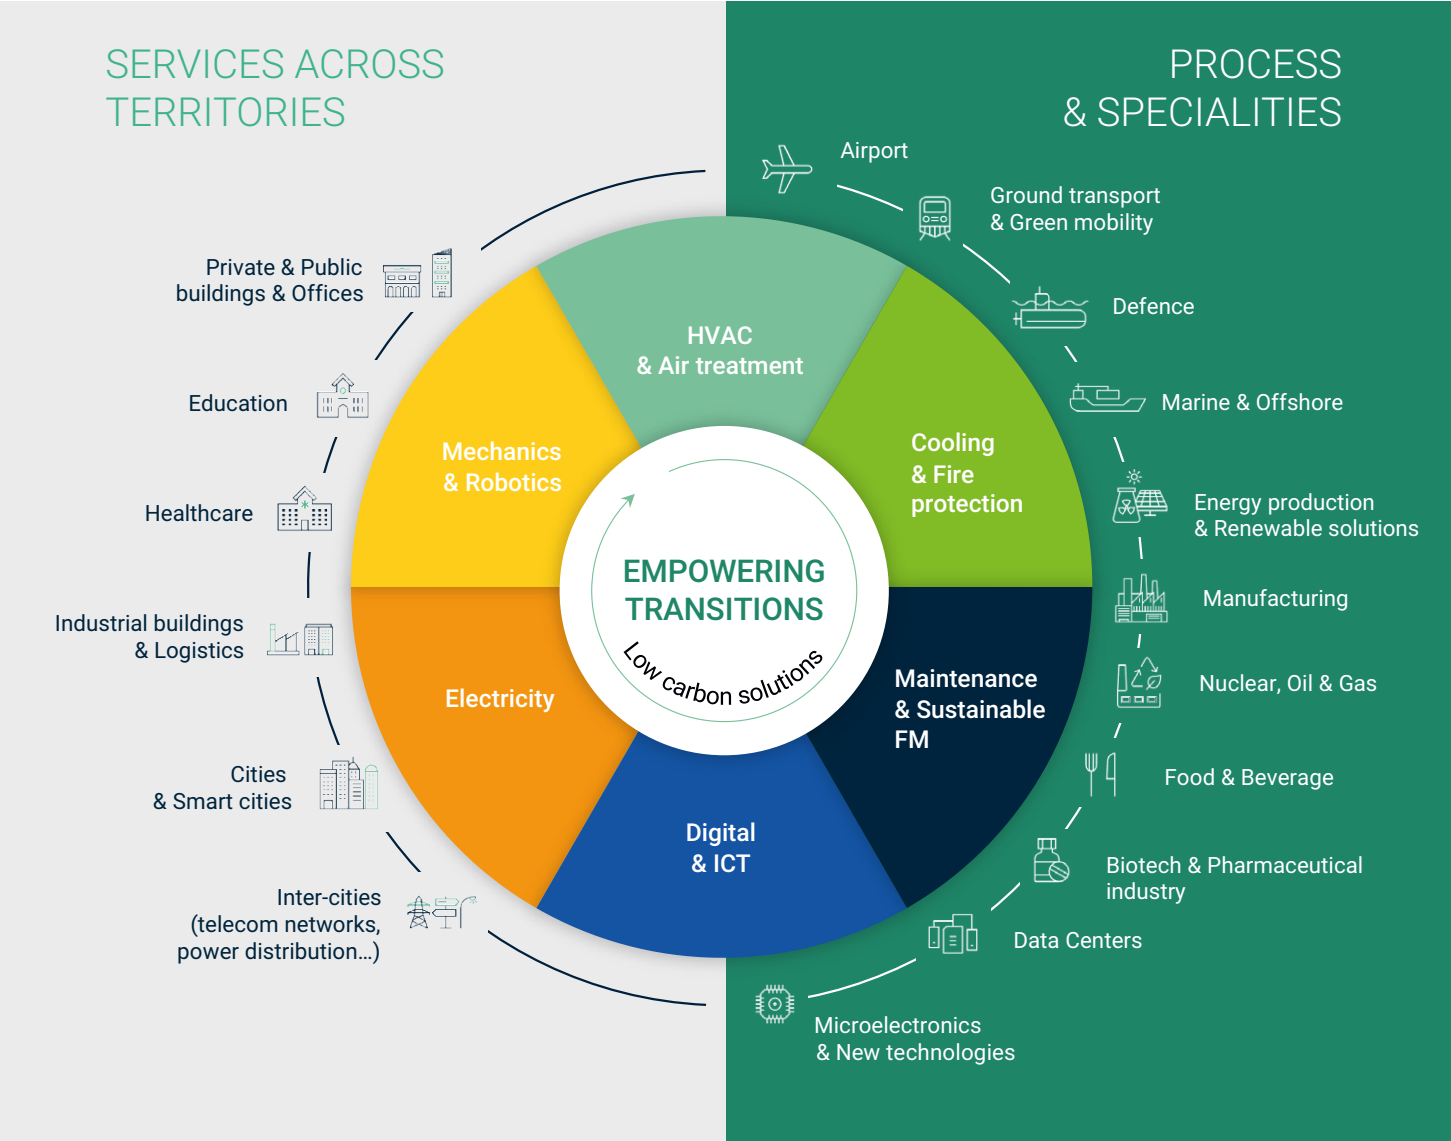 SERVICES ACROSS
TERRITORIES
PROCESS
& SPECIALITIES
Private & Public
buildings & Offices
Education
Healthcare
Industrial buildings
& Logistics
Cities
& Smart cities
Inter-cities
(telecom networks,
power distribution...)
HVAC
& Air treatment
Cooling
& Fire
protection
Maintenance
& Sustainable
FM
Digital
& ICT
Electricity
Mechanics
& Robotics
EMPOWERING
TRANSITIONS
Low carbon solutions
Airport
Ground transport
& Green mobility
Defence
Marine & Offshore
Energy production
& Renewable solutions
Manufacturing
Nuclear, Oil & Gas
Food & Beverage
Biotech & Pharmaceutical
industry
Data Centers
Microelectronics
& New technologies